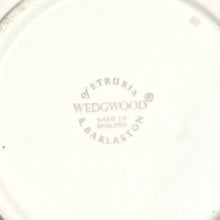 OF ETRURIA
WEDGWOOD®
MADE IN
ENGLAND
& BARLASTON